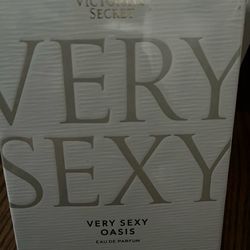 VICTORIA'S
SECRET
VERY
SEXY
VERY SEXY
OASIS
EAU DE PARFUM